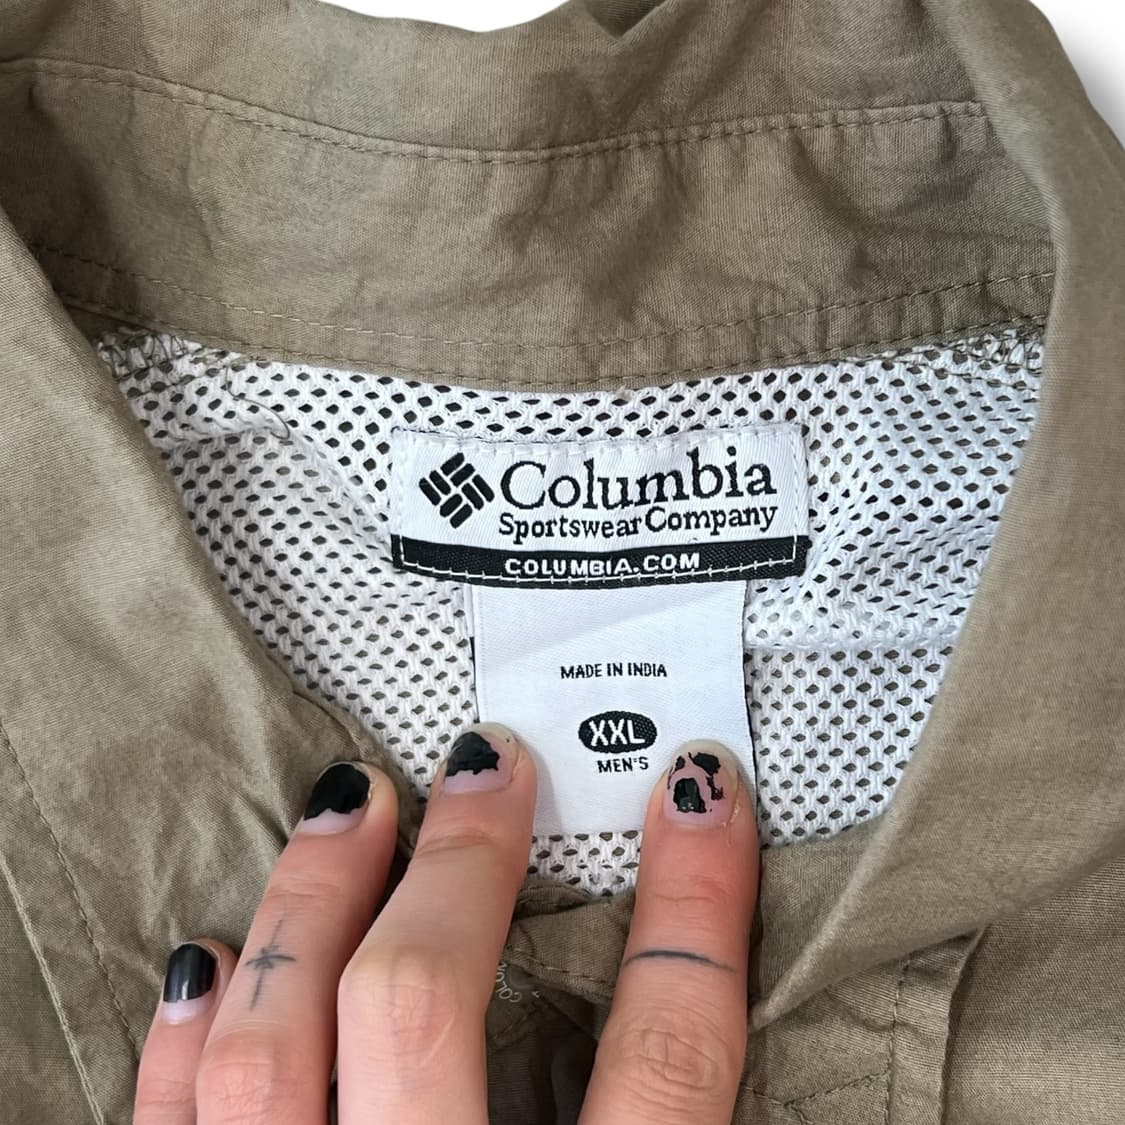 Columbia
Sportswear Company
COLUMBIA.COM
MADE IN INDIA
XXL
MEN'S